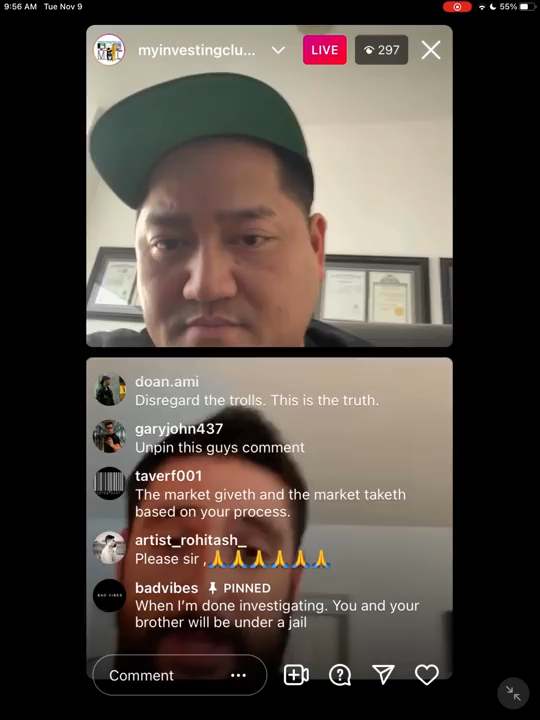 9:56 AM Tue Nov 9
55%
myinvestingclu...
LIVE
297
doan.ami
Disregard the trolls. This is the truth.
garyjohn437
Unpin this guys comment
taverf001
The market giveth and the market taketh
based on your process.
artist_rohitash_
Please sir ,🙏🙏🙏🙏🙏🙏
badvibes PINNED
When I'm done investigating. You and your
brother will be under a jail
Comment